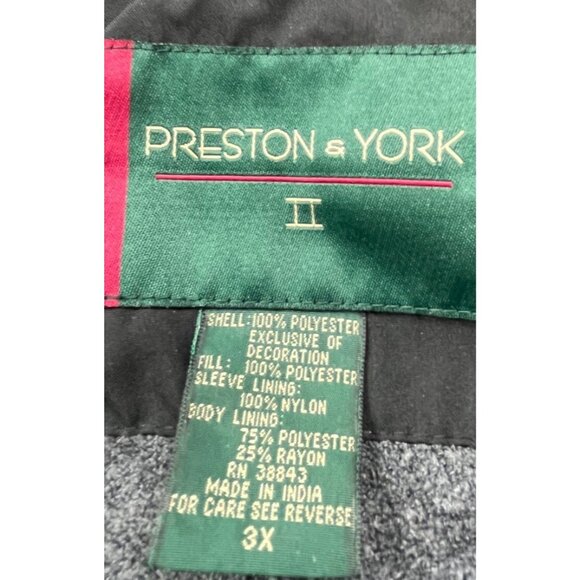 PRESTON & YORK
II
SHELL: 100% POLYESTER
EXCLUSIVE OF
DECORATION
FILL: 100% POLYESTER
SLEEVE LINING:
100% NYLON
BODY LINING:
75% POLYESTER
25% RAYON
RN 38843
MADE IN INDIA
FOR CARE SEE REVERSE
3X